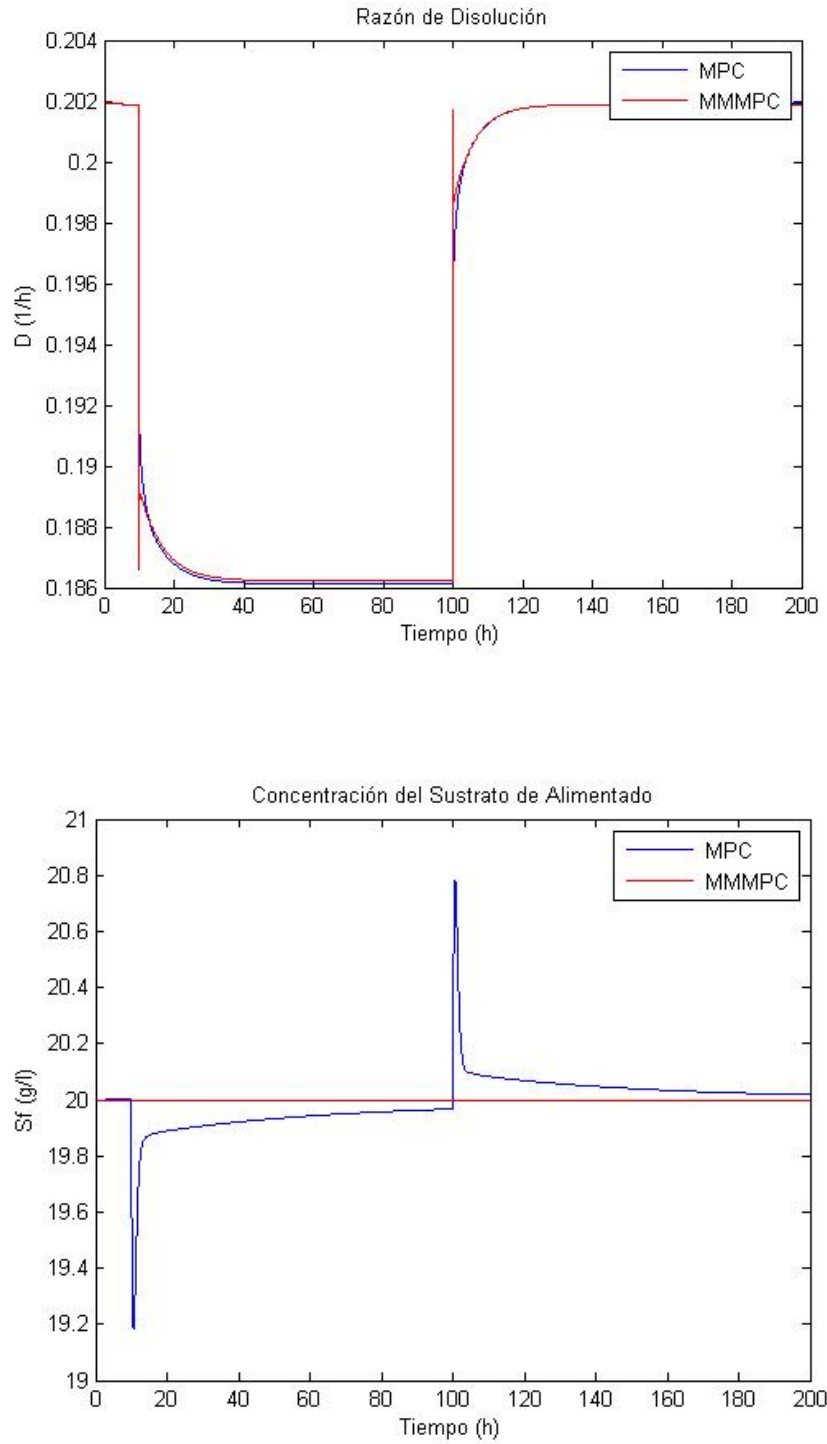 Razón de Disolución
0.204
0.202
0.2
0.198
0.196
0.194
0.192
0.19
0.188
0.186
D (1/h)
MPC
MMMPC
0 20 40 60 80 100 120 140 160 180 200
Tiempo (h)
Concentración del Sustrato de Alimentado
21
20.8
20.6
20.4
20.2
20
19.8
19.6
19.4
19.2
19
Sf (g/l)
MPC
MMMPC
0 20 40 60 80 100 120 140 160 180 200
Tiempo (h)